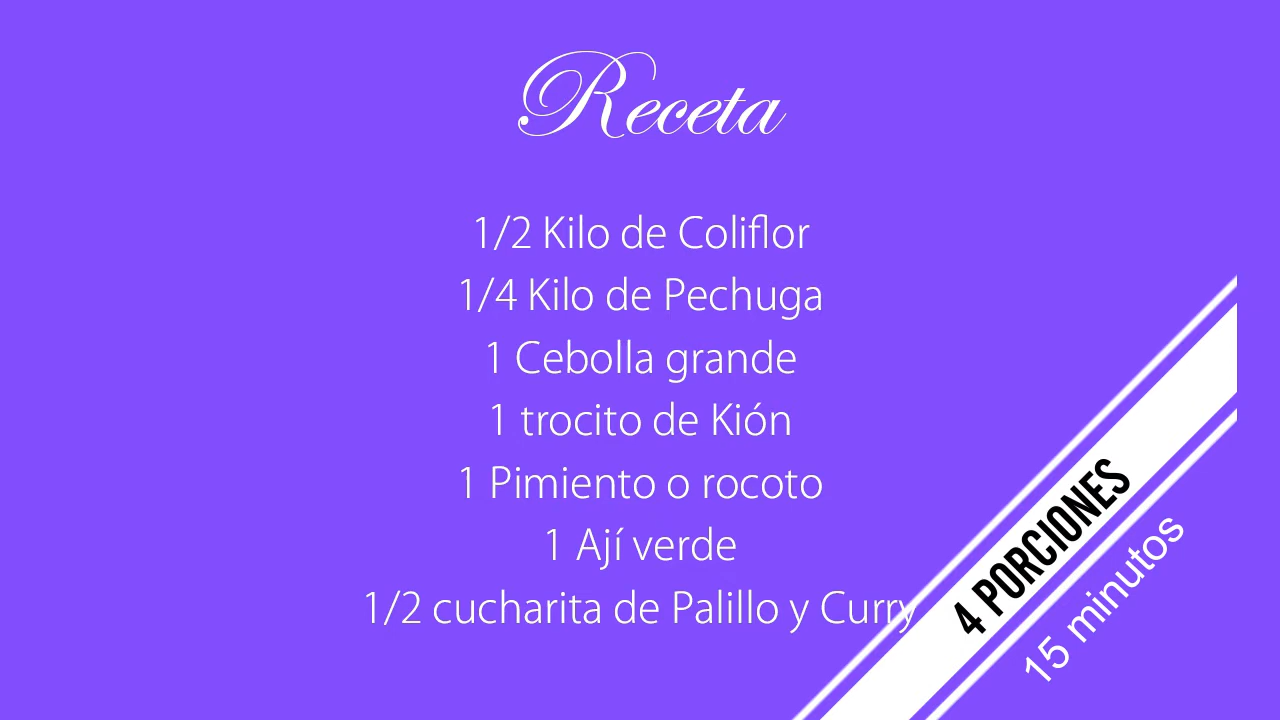 Receta
1/2 Kilo de Coliflor
1/4 Kilo de Pechuga
1 Cebolla grande
1 trocito de Kión
1 Pimiento o rocoto
1 Ají verde
1/2 cucharita de Palillo y Curry
4 PORCIONES
15 minutos